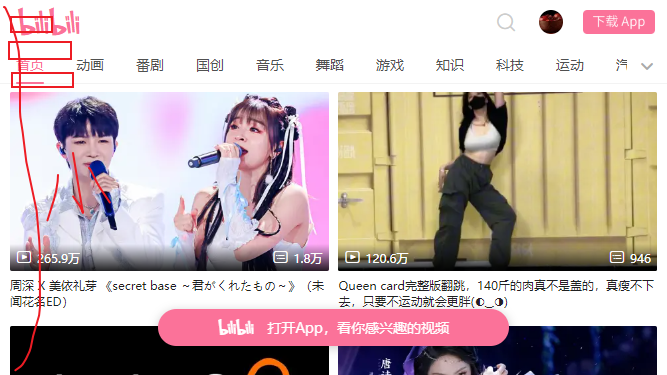 bilibili
下载 App
首页 动画 番剧 国创 音乐 舞蹈 游戏 知识 科技 运动
265.9万 1.8万
120.6万 946
周深 X 美依礼芽 《secret base ～君がくれたもの～》（未
闻花名ED）
Queen card完整版翻跳，140斤的肉真不是盖的，真瘦不下
去，只要不运动就会更胖(◐‿◑)
bilibili 打开App，看你感兴趣的视频
唐